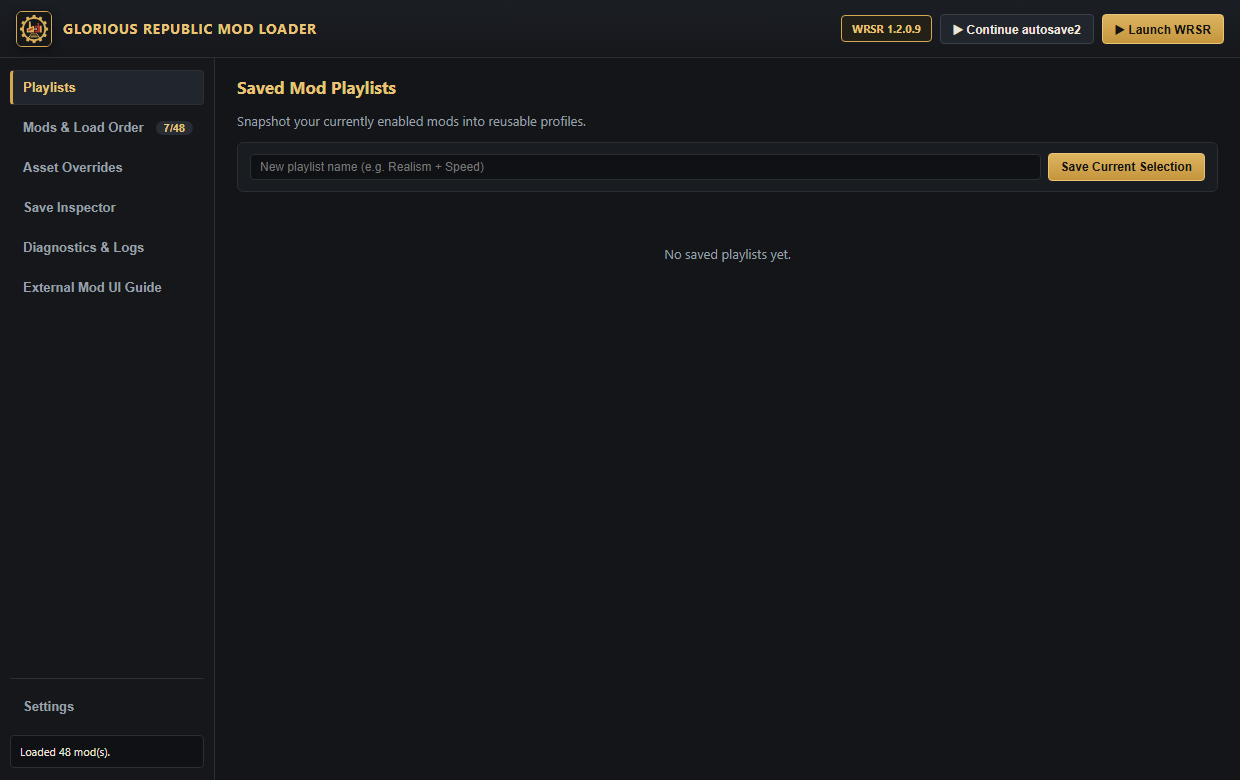 GLORIOUS REPUBLIC MOD LOADER
WRSR 1.2.0.9
▶ Continue autosave2
▶ Launch WRSR
Playlists
Mods & Load Order 7/48
Asset Overrides
Save Inspector
Diagnostics & Logs
External Mod UI Guide
Saved Mod Playlists
Snapshot your currently enabled mods into reusable profiles.
New playlist name (e.g. Realism + Speed)
Save Current Selection
No saved playlists yet.
Settings
Loaded 48 mod(s).